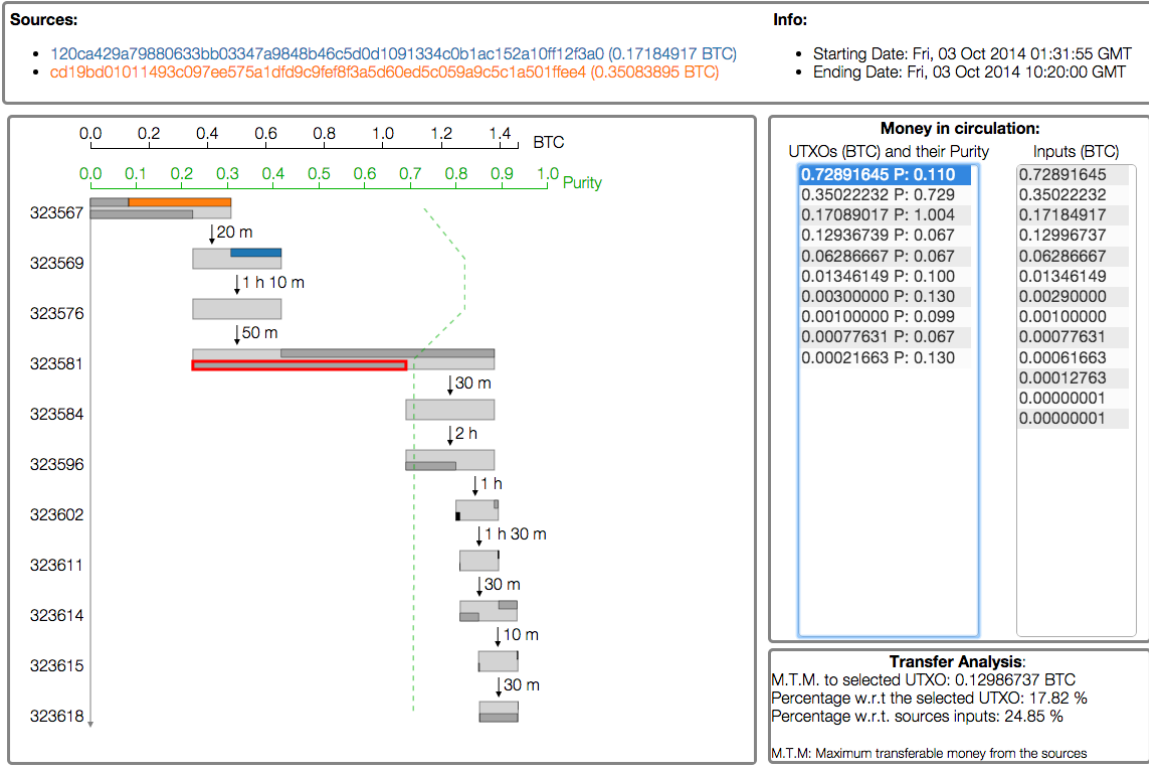 Sources:
120ca429a79880633bb03347a9848b46c5d0d1091334c0b1ac152a10ff12f3a0 (0.17184917 BTC)
cd19bd01011493c097ee575a1dfd9c9fef8f3a5d60ed5c059a9c5c1a501ffee4 (0.35083895 BTC)
Info:
Starting Date: Fri, 03 Oct 2014 01:31:55 GMT
Ending Date: Fri, 03 Oct 2014 10:20:00 GMT
0.0 0.2 0.4 0.6 0.8 1.0 1.2 1.4 BTC
0.0 0.1 0.2 0.3 0.4 0.5 0.6 0.7 0.8 0.9 1.0 Purity
323567
20 m
323569
1 h 10 m
323576
50 m
323581
30 m
323584
2 h
323596
1 h
323602
1 h 30 m
323611
30 m
323614
10 m
323615
30 m
323618
Money in circulation:
UTXOs (BTC) and their Purity
0.72891645 P: 0.110
0.35022232 P: 0.729
0.17089017 P: 1.004
0.12936739 P: 0.067
0.06286667 P: 0.067
0.01346149 P: 0.100
0.00300000 P: 0.130
0.00100000 P: 0.099
0.00077631 P: 0.067
0.00021663 P: 0.130
Inputs (BTC)
0.72891645
0.35022232
0.17184917
0.12996737
0.06286667
0.01346149
0.00290000
0.00100000
0.00077631
0.00061663
0.00012763
0.00000001
0.00000001
Transfer Analysis:
M.T.M. to selected UTXO: 0.12986737 BTC
Percentage w.r.t the selected UTXO: 17.82 %
Percentage w.r.t. sources inputs: 24.85 %
M.T.M: Maximum transferable money from the sources